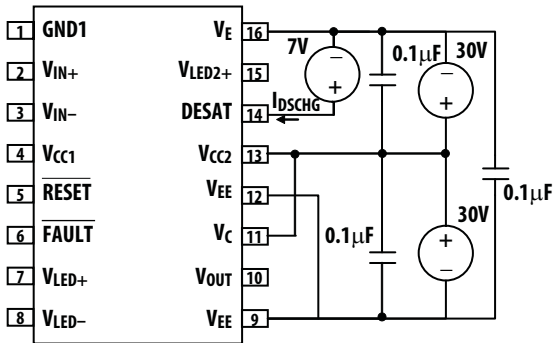 1 GND1
2 VIN+
3 VIN−
4 VCC1
5 RESET
6 FAULT
7 VLED+
8 VLED−
VE 16
VLED2+ 15
DESAT 14
VCC2 13
VEE 12
VC 11
VOUT 10
VEE 9
7V
−
+
IDSCHG
0.1µF
30V
−
+
0.1µF
30V
+
−
0.1µF